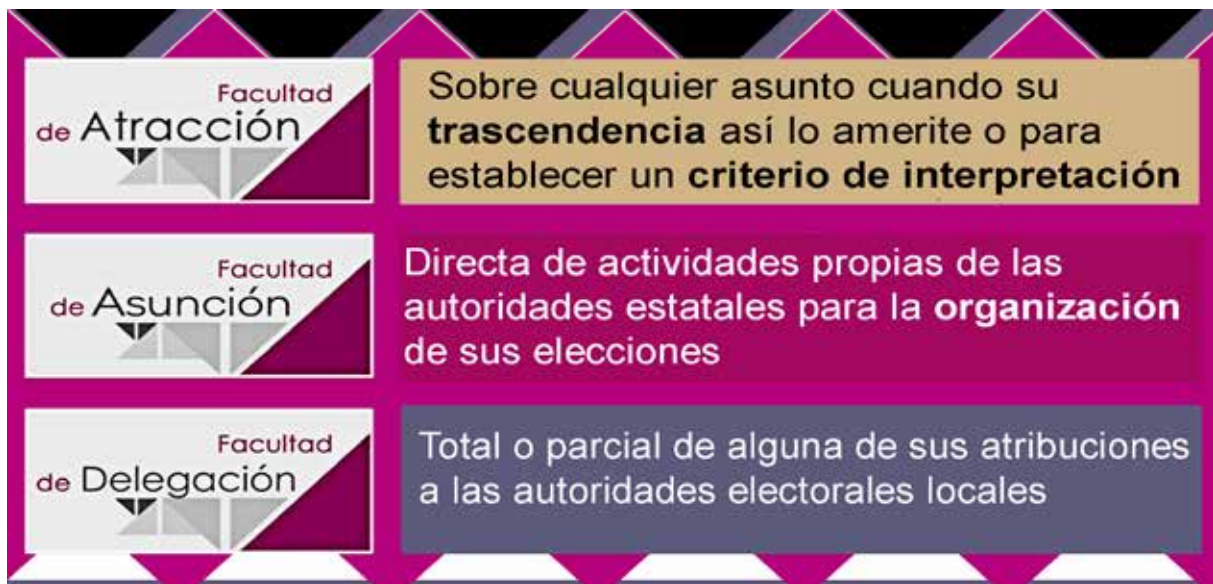 Facultad
de Atracción
Sobre cualquier asunto cuando su
trascendencia así lo amerite o para
establecer un criterio de interpretación
Facultad
de Asunción
Directa de actividades propias de las
autoridades estatales para la organización
de sus elecciones
Facultad
de Delegación
Total o parcial de alguna de sus atribuciones
a las autoridades electorales locales